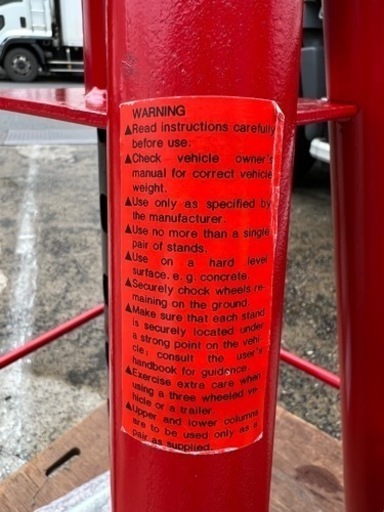 WARNING
▲Read instructions carefully
before use.
▲Check vehicle owner's
manual for correct vehicle
weight.
▲Use only as specified by
the manufacturer.
▲Use no more than a single
pair of stands.
▲Use on a hard level
surface, e. g. concrete.
▲Securely chock wheels re-
maining on the ground.
▲Make sure that each stand
is securely located under
a strong point on the vehi-
cle; consult the user's
handbook for guidance.
▲Exercise extra care when
using a three wheeled ve-
hicle or a trailer.
▲Upper and lower columns
are to be used only as a
pair as supplied.